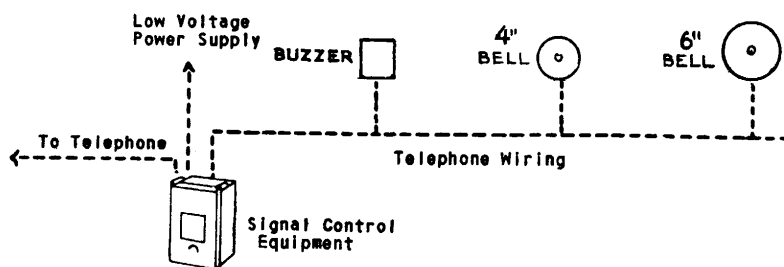 Low Voltage
Power Supply
BUZZER
4"
BELL
6"
BELL
To Telephone
Telephone Wiring
Signal Control
Equipment